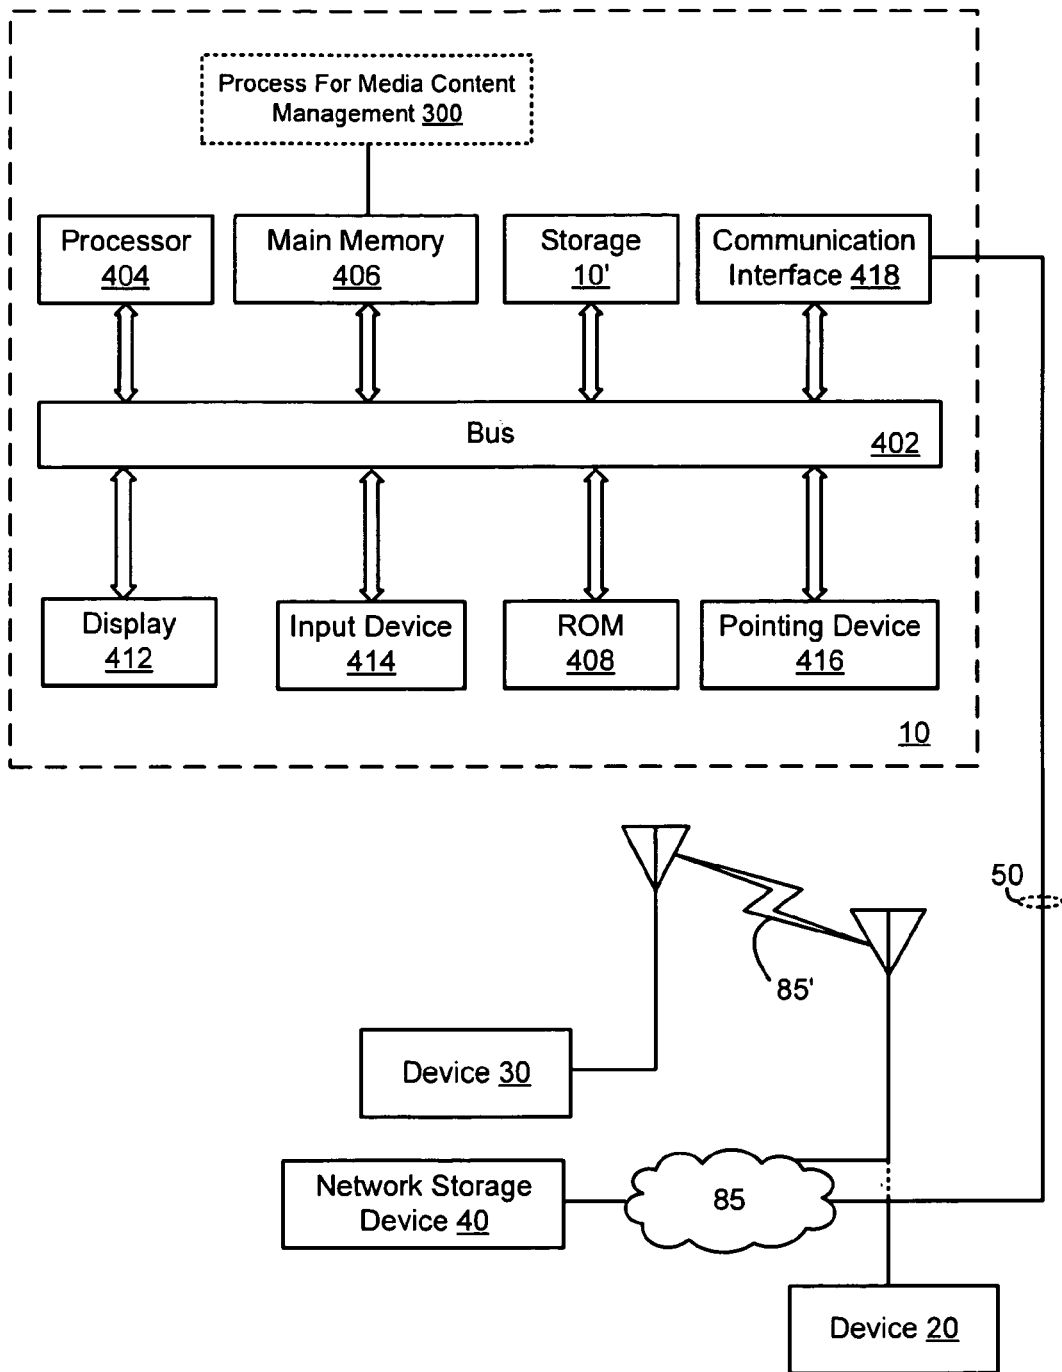 Process For Media Content
Management 300
Processor
404
Main Memory
406
Storage
10'
Communication
Interface 418
Bus
402
Display
412
Input Device
414
ROM
408
Pointing Device
416
10
50
85'
Device 30
Network Storage
Device 40
85
Device 20